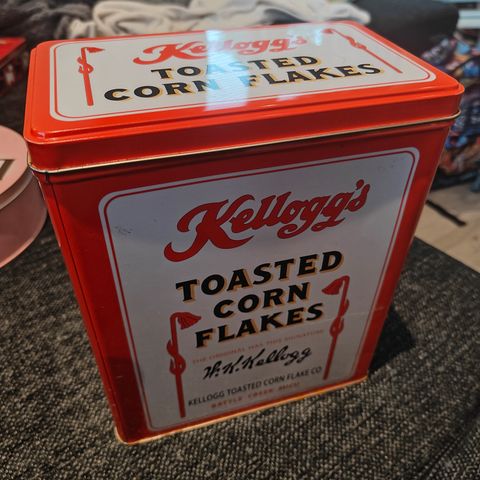 Kellogg's
TOASTED
CORN FLAKES
Kellogg's
TOASTED
CORN
FLAKES
THE ORIGINAL HAS THIS SIGNATURE
W. K. Kellogg
KELLOGG TOASTED CORN FLAKE CO.
BATTLE CREEK, MICH.